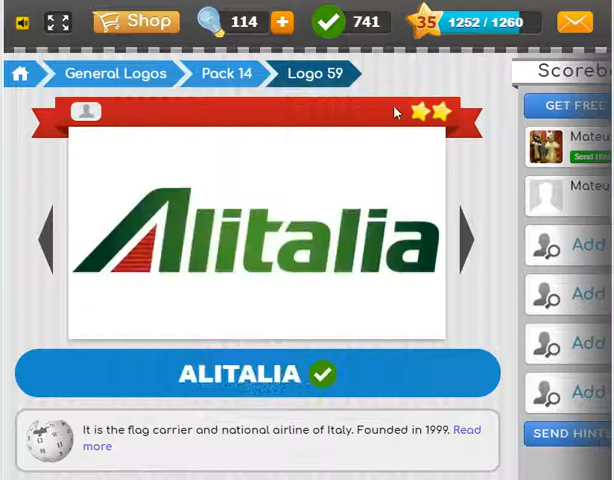 Shop 114 + 741 35 1252 / 1260
General Logos Pack 14 Logo 59
Scoreb
GET FREE
Mateu
Send Hin
Mateu
Alitalia
Add
Add
Add
Add
ALITALIA
SEND HINTS
It is the flag carrier and national airline of Italy. Founded in 1999. Read
more